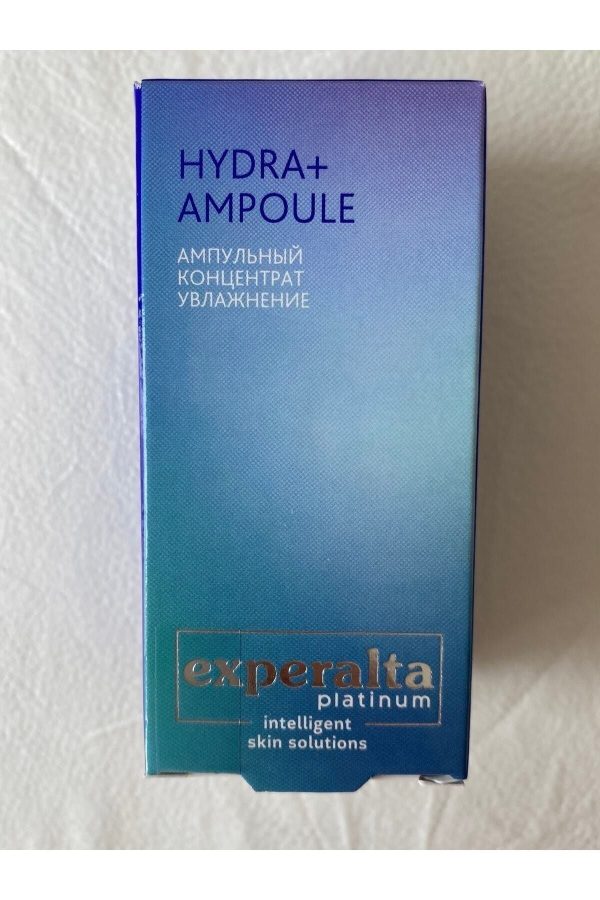 HYDRA+
AMPOULE
АМПУЛЬНЫЙ
КОНЦЕНТРАТ
УВЛАЖНЕНИЕ
experalta
platinum
intelligent
skin solutions